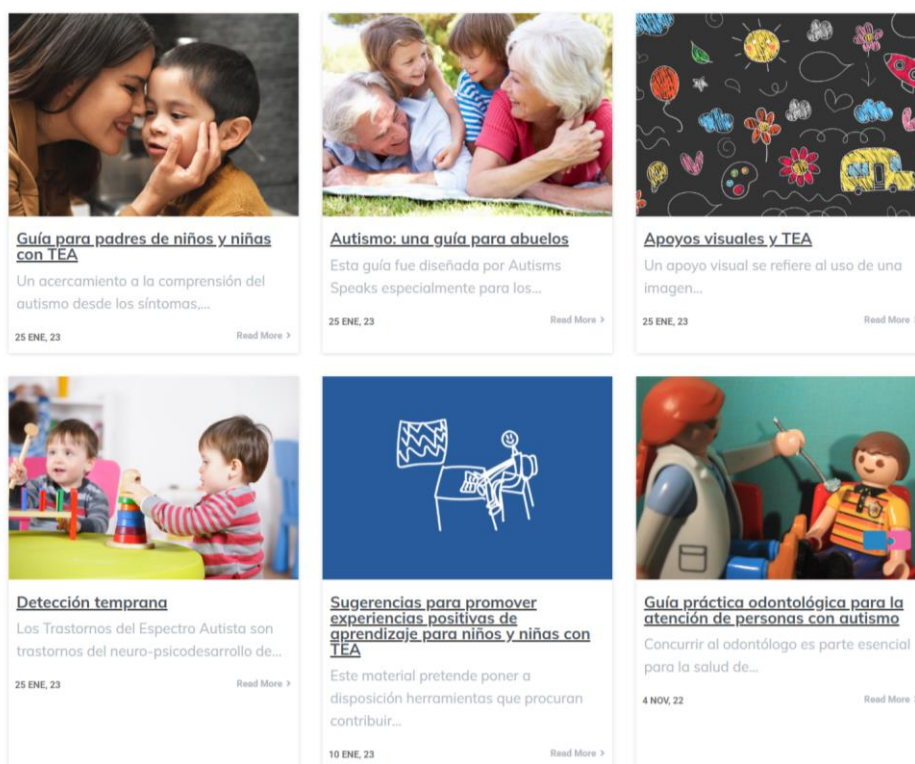 Guía para padres de niños y niñas
con TEA
Un acercamiento a la comprensión del
autismo desde los síntomas,...
25 ENE, 23
Read More >
Autismo: una guía para abuelos
Esta guía fue diseñada por Autisms
Speaks especialmente para los...
25 ENE, 23
Read More >
Apoyos visuales y TEA
Un apoyo visual se refiere al uso de una
imagen...
25 ENE, 23
Read More >
Detección temprana
Los Trastornos del Espectro Autista son
trastornos del neuro-psicodesarrollo de...
25 ENE, 23
Read More >
Sugerencias para promover
experiencias positivas de
aprendizaje para niños y niñas con
TEA
Este material pretende poner a
disposición herramientas que procuran
contribuir...
10 ENE, 23
Read More >
Guía práctica odontológica para la
atención de personas con autismo
Concurrir al odontólogo es parte esencial
para la salud de...
4 NOV, 22
Read More >